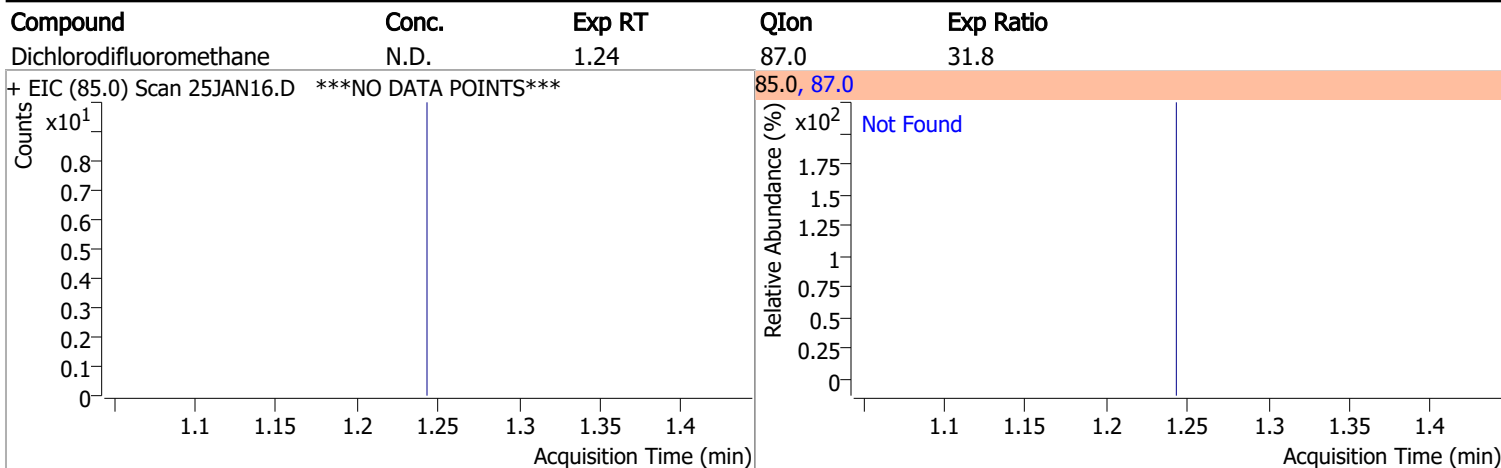 Compound Conc. Exp RT QIon Exp Ratio
Dichlorodifluoromethane N.D. 1.24 87.0 31.8
+ EIC (85.0) Scan 25JAN16.D ***NO DATA POINTS***
Counts
x10¹
0.8
0.7
0.6
0.5
0.4
0.3
0.2
0.1
0
1.1 1.15 1.2 1.25 1.3 1.35 1.4
Acquisition Time (min)
85.0, 87.0
Relative Abundance (%)
x10²
Not Found
1.75
1.5
1.25
1
0.75
0.5
0.25
0
1.1 1.15 1.2 1.25 1.3 1.35 1.4
Acquisition Time (min)